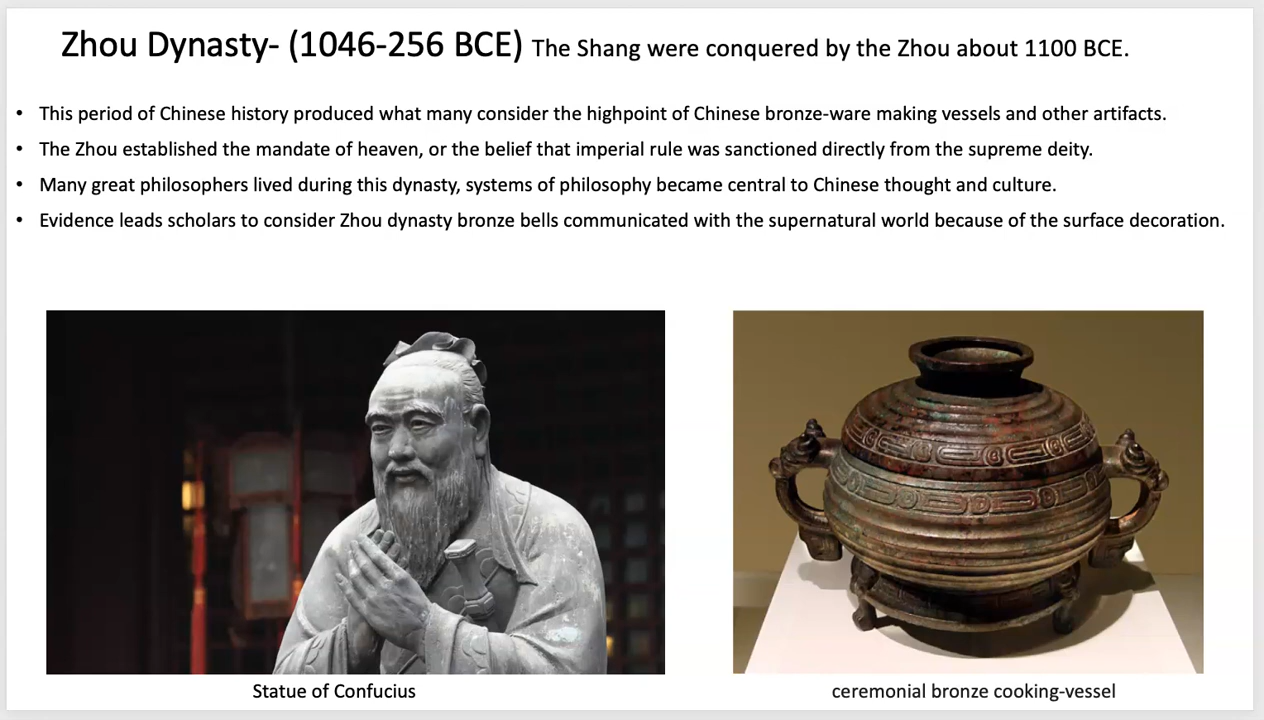 Zhou Dynasty- (1046-256 BCE) The Shang were conquered by the Zhou about 1100 BCE.
• This period of Chinese history produced what many consider the highpoint of Chinese bronze-ware making vessels and other artifacts.
• The Zhou established the mandate of heaven, or the belief that imperial rule was sanctioned directly from the supreme deity.
• Many great philosophers lived during this dynasty, systems of philosophy became central to Chinese thought and culture.
• Evidence leads scholars to consider Zhou dynasty bronze bells communicated with the supernatural world because of the surface decoration.
Statue of Confucius
ceremonial bronze cooking-vessel